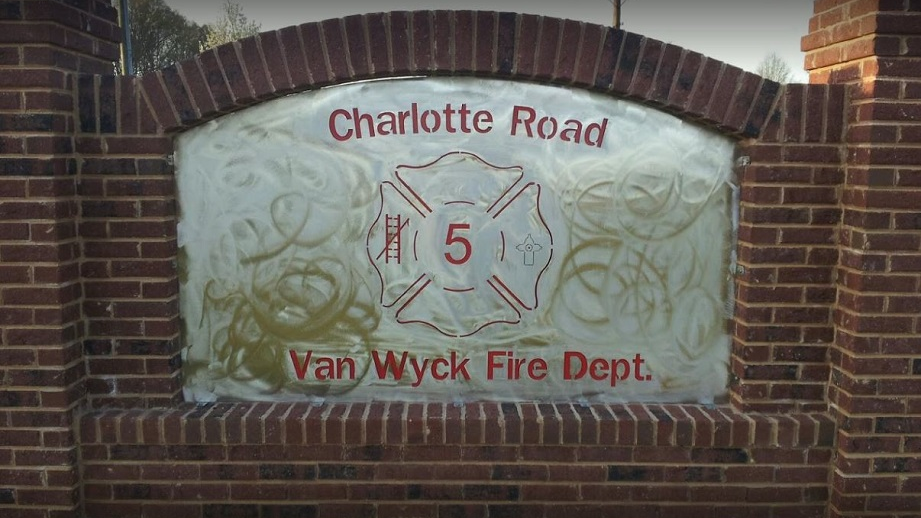 Charlotte Road
5
Van Wyck Fire Dept.